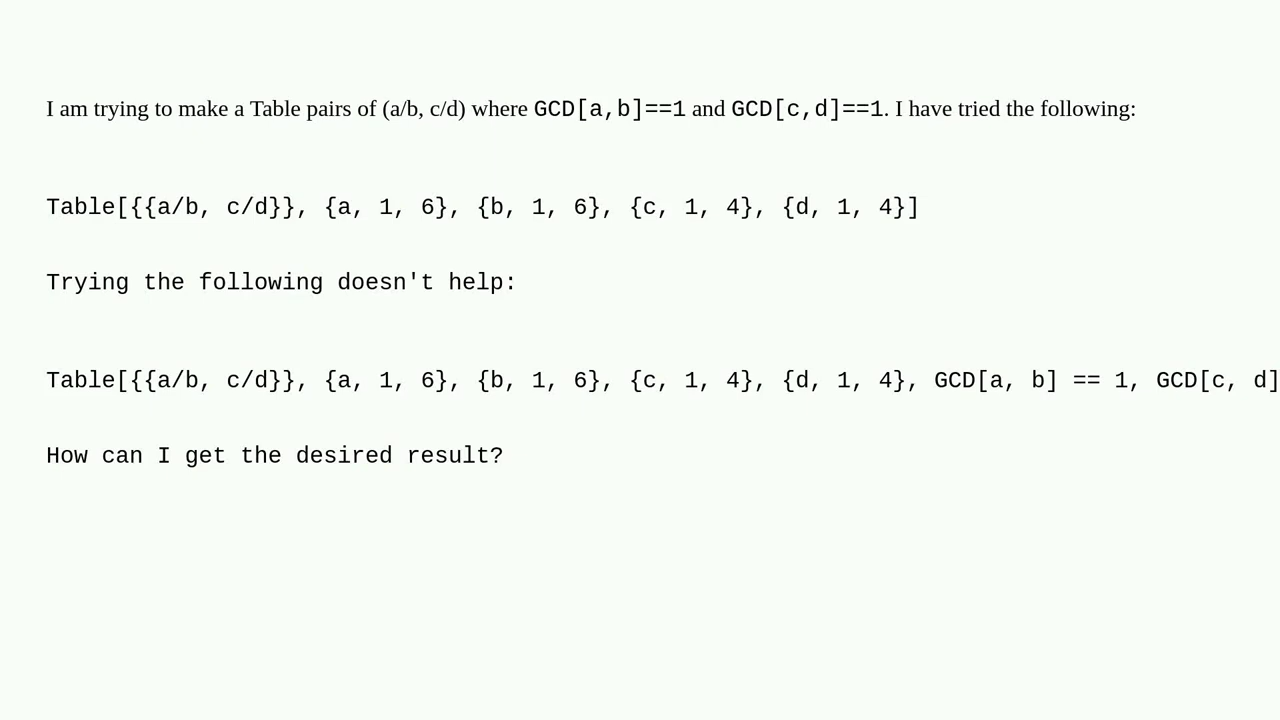 I am trying to make a Table pairs of (a/b, c/d) where GCD[a,b]==1 and GCD[c,d]==1. I have tried the following:
Table[{{a/b, c/d}}, {a, 1, 6}, {b, 1, 6}, {c, 1, 4}, {d, 1, 4}]
Trying the following doesn't help:
Table[{{a/b, c/d}}, {a, 1, 6}, {b, 1, 6}, {c, 1, 4}, {d, 1, 4}, GCD[a, b] == 1, GCD[c, d]
How can I get the desired result?